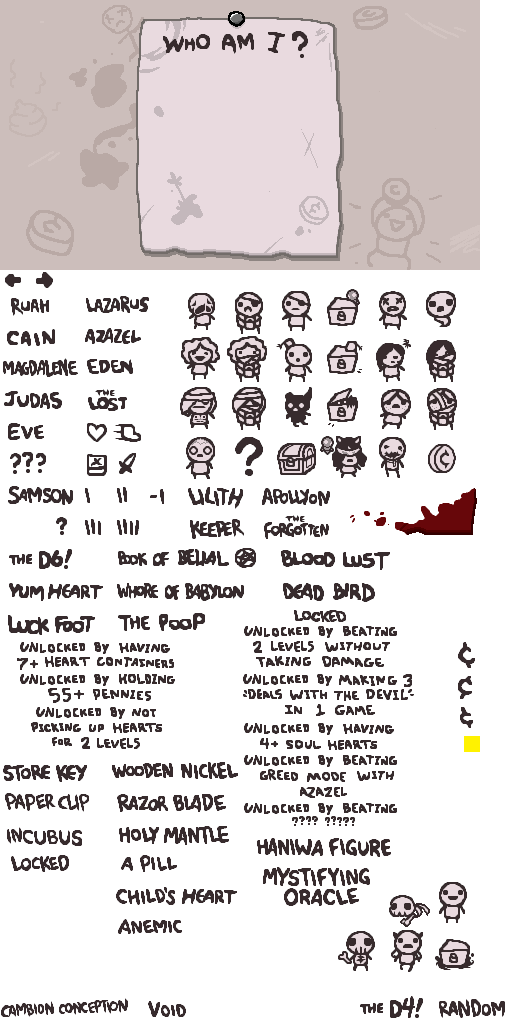 WHO AM I?
RUAH LAZARUS
CAIN AZAZEL
MAGDALENE EDEN
JUDAS THE LOST
EVE
???
?
SAMSON I II -I LILITH APOLLYON
? III IIII KEEPER THE FORGOTTEN
THE D6! BOOK OF BELIAL BLOOD LUST
YUM HEART WHORE OF BABYLON DEAD BIRD
LUCK FOOT THE POOP
LOCKED
UNLOCKED BY HAVING
7+ HEART CONTAINERS
UNLOCKED BY HOLDING
55+ PENNIES
UNLOCKED BY NOT
PICKING UP HEARTS
FOR 2 LEVELS
UNLOCKED BY BEATING
2 LEVELS WITHOUT
TAKING DAMAGE
UNLOCKED BY MAKING 3
"DEALS WITH THE DEVIL"
IN 1 GAME
UNLOCKED BY HAVING
4+ SOUL HEARTS
UNLOCKED BY BEATING
GREED MODE WITH
AZAZEL
UNLOCKED BY BEATING
???? ?????
¢
¢
¢
STORE KEY WOODEN NICKEL
PAPER CLIP RAZOR BLADE
INCUBUS HOLY MANTLE
LOCKED A PILL
CHILD'S HEART
ANEMIC
HANIWA FIGURE
MYSTIFYING
ORACLE
CAMBION CONCEPTION VOID THE D4! RANDOM